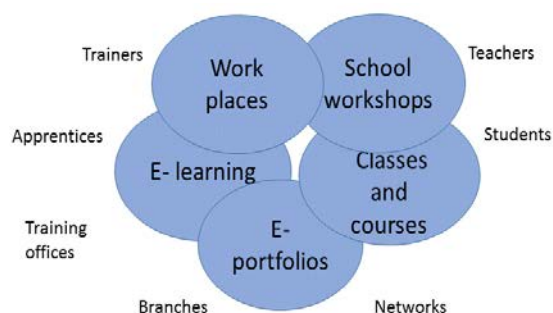 Trainers
Work
places
School
workshops
Teachers
Apprentices
E- learning
Classes
and
courses
Students
Training
offices
E-
portfolios
Branches
Networks